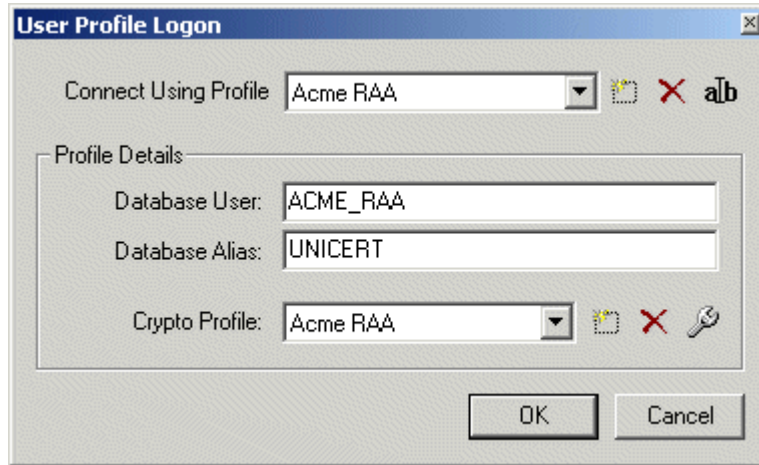 User Profile Logon
Connect Using Profile Acme RAA aIb
Profile Details
Database User: ACME_RAA
Database Alias: UNICERT
Crypto Profile: Acme RAA
OK Cancel